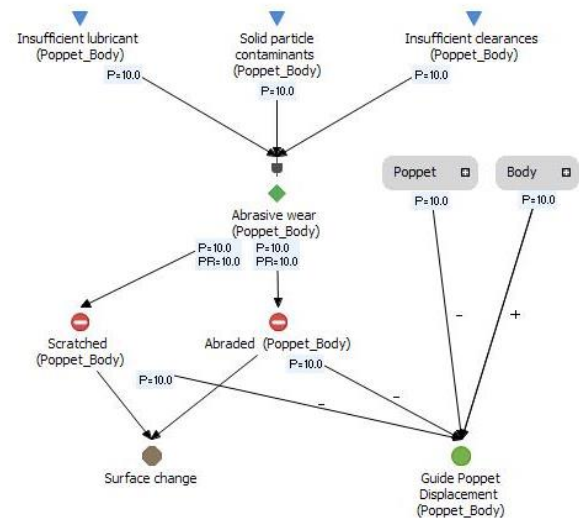 Insufficient lubricant
(Poppet_Body)
Solid particle
contaminants
(Poppet_Body)
Insufficient clearances
(Poppet_Body)
P=10.0
P=10.0
P=10.0
Poppet
Body
P=10.0
P=10.0
Abrasive wear
(Poppet_Body)
P=10.0
PR=10.0
P=10.0
PR=10.0
-
+
Scratched
(Poppet_Body)
Abraded (Poppet_Body)
P=10.0
P=10.0
-
-
Surface change
Guide Poppet
Displacement
(Poppet_Body)